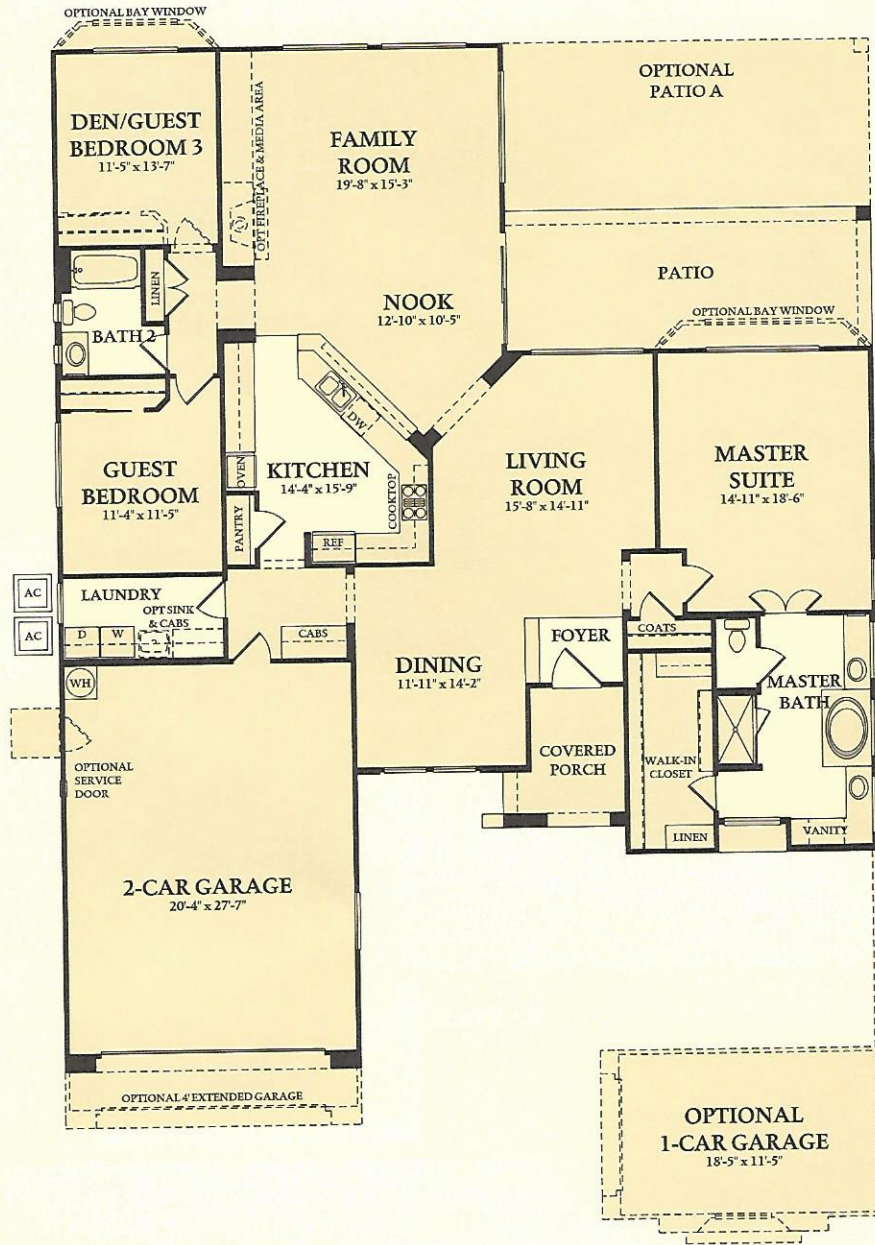 OPTIONAL BAY WINDOW
DEN/GUEST
BEDROOM 3
11'-5" x 13'-7"
OPT FIREPLACE & MEDIA AREA
FAMILY
ROOM
19'-8" x 15'-3"
OPTIONAL
PATIO A
LINEN
BATH 2
NOOK
12'-10" x 10'-5"
PATIO
OPTIONAL BAY WINDOW
DW
GUEST
BEDROOM
11'-4" x 11'-5"
OVEN
KITCHEN
14'-4" x 15'-9"
COOKTOP
PANTRY
REF
LIVING
ROOM
15'-8" x 14'-11"
MASTER
SUITE
14'-11" x 18'-6"
AC
AC
LAUNDRY
OPT SINK
& CABS
D
W
CABS
FOYER
COATS
DINING
11'-11" x 14'-2"
MASTER
BATH
WH
OPTIONAL
SERVICE
DOOR
COVERED
PORCH
WALK-IN
CLOSET
LINEN
VANITY
2-CAR GARAGE
20'-4" x 27'-7"
OPTIONAL 4' EXTENDED GARAGE
OPTIONAL
1-CAR GARAGE
18'-5" x 11'-5"